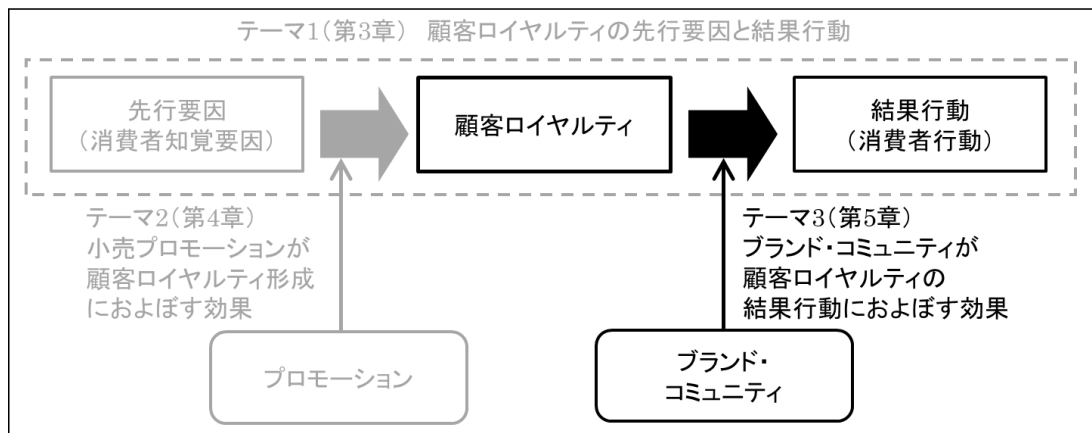 テーマ1(第3章) 顧客ロイヤルティの先行要因と結果行動
先行要因
(消費者知覚要因)
顧客ロイヤルティ
結果行動
(消費者行動)
テーマ2(第4章)
小売プロモーションが
顧客ロイヤルティ形成
におよぼす効果
テーマ3(第5章)
ブランド・コミュニティが
顧客ロイヤルティの
結果行動におよぼす効果
プロモーション
ブランド・
コミュニティ